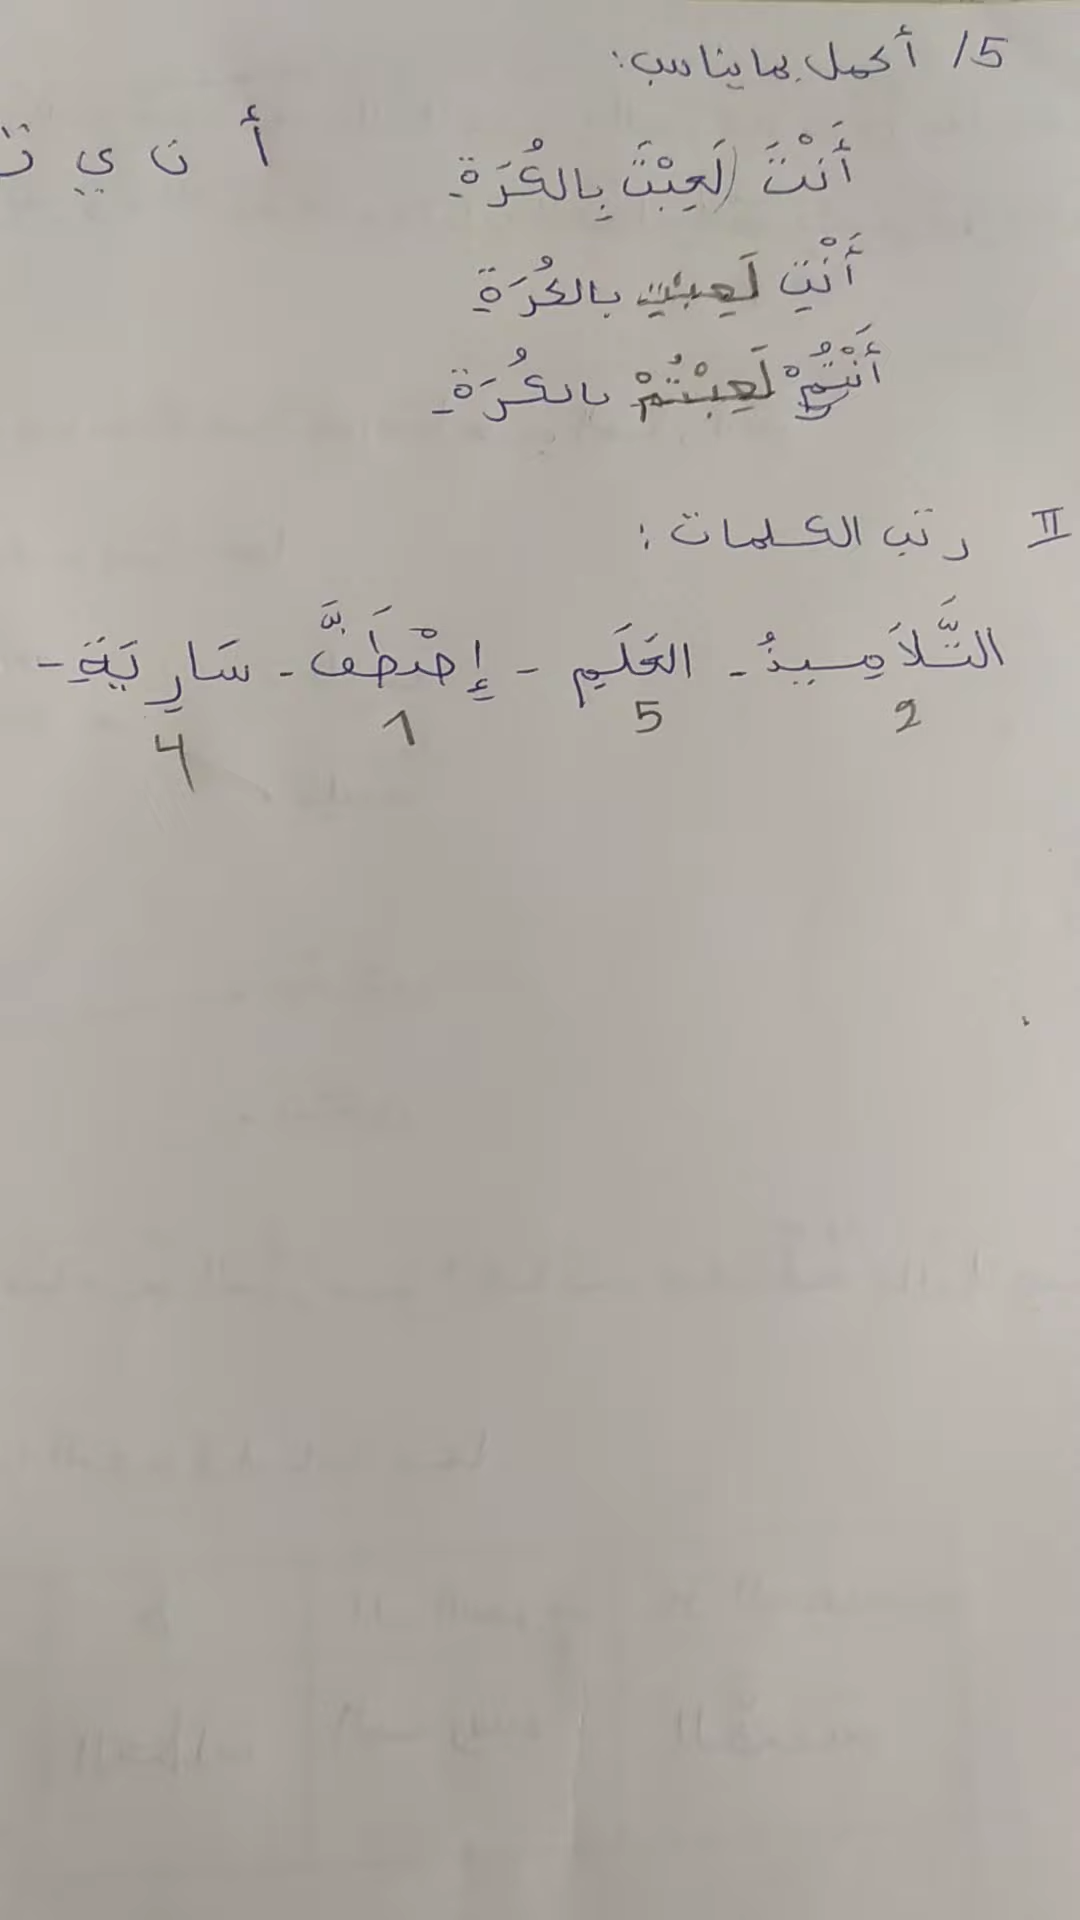 5/ أكمل بما يناسب:
أَنْتَ (لَعِبْتَ بِالكُرَةِ. أ ن ي
أَنْتِ لَعِبْتِ بالكُرَةِ
أَنْتُمْ لَعِبْتُمْ بالكُرَةِ.
II رتب الكلمات:
التَّلاَمِيذُ - العَلَمِ - إِصْطَفَّ - سَارِيَةِ -
2 5 1 4